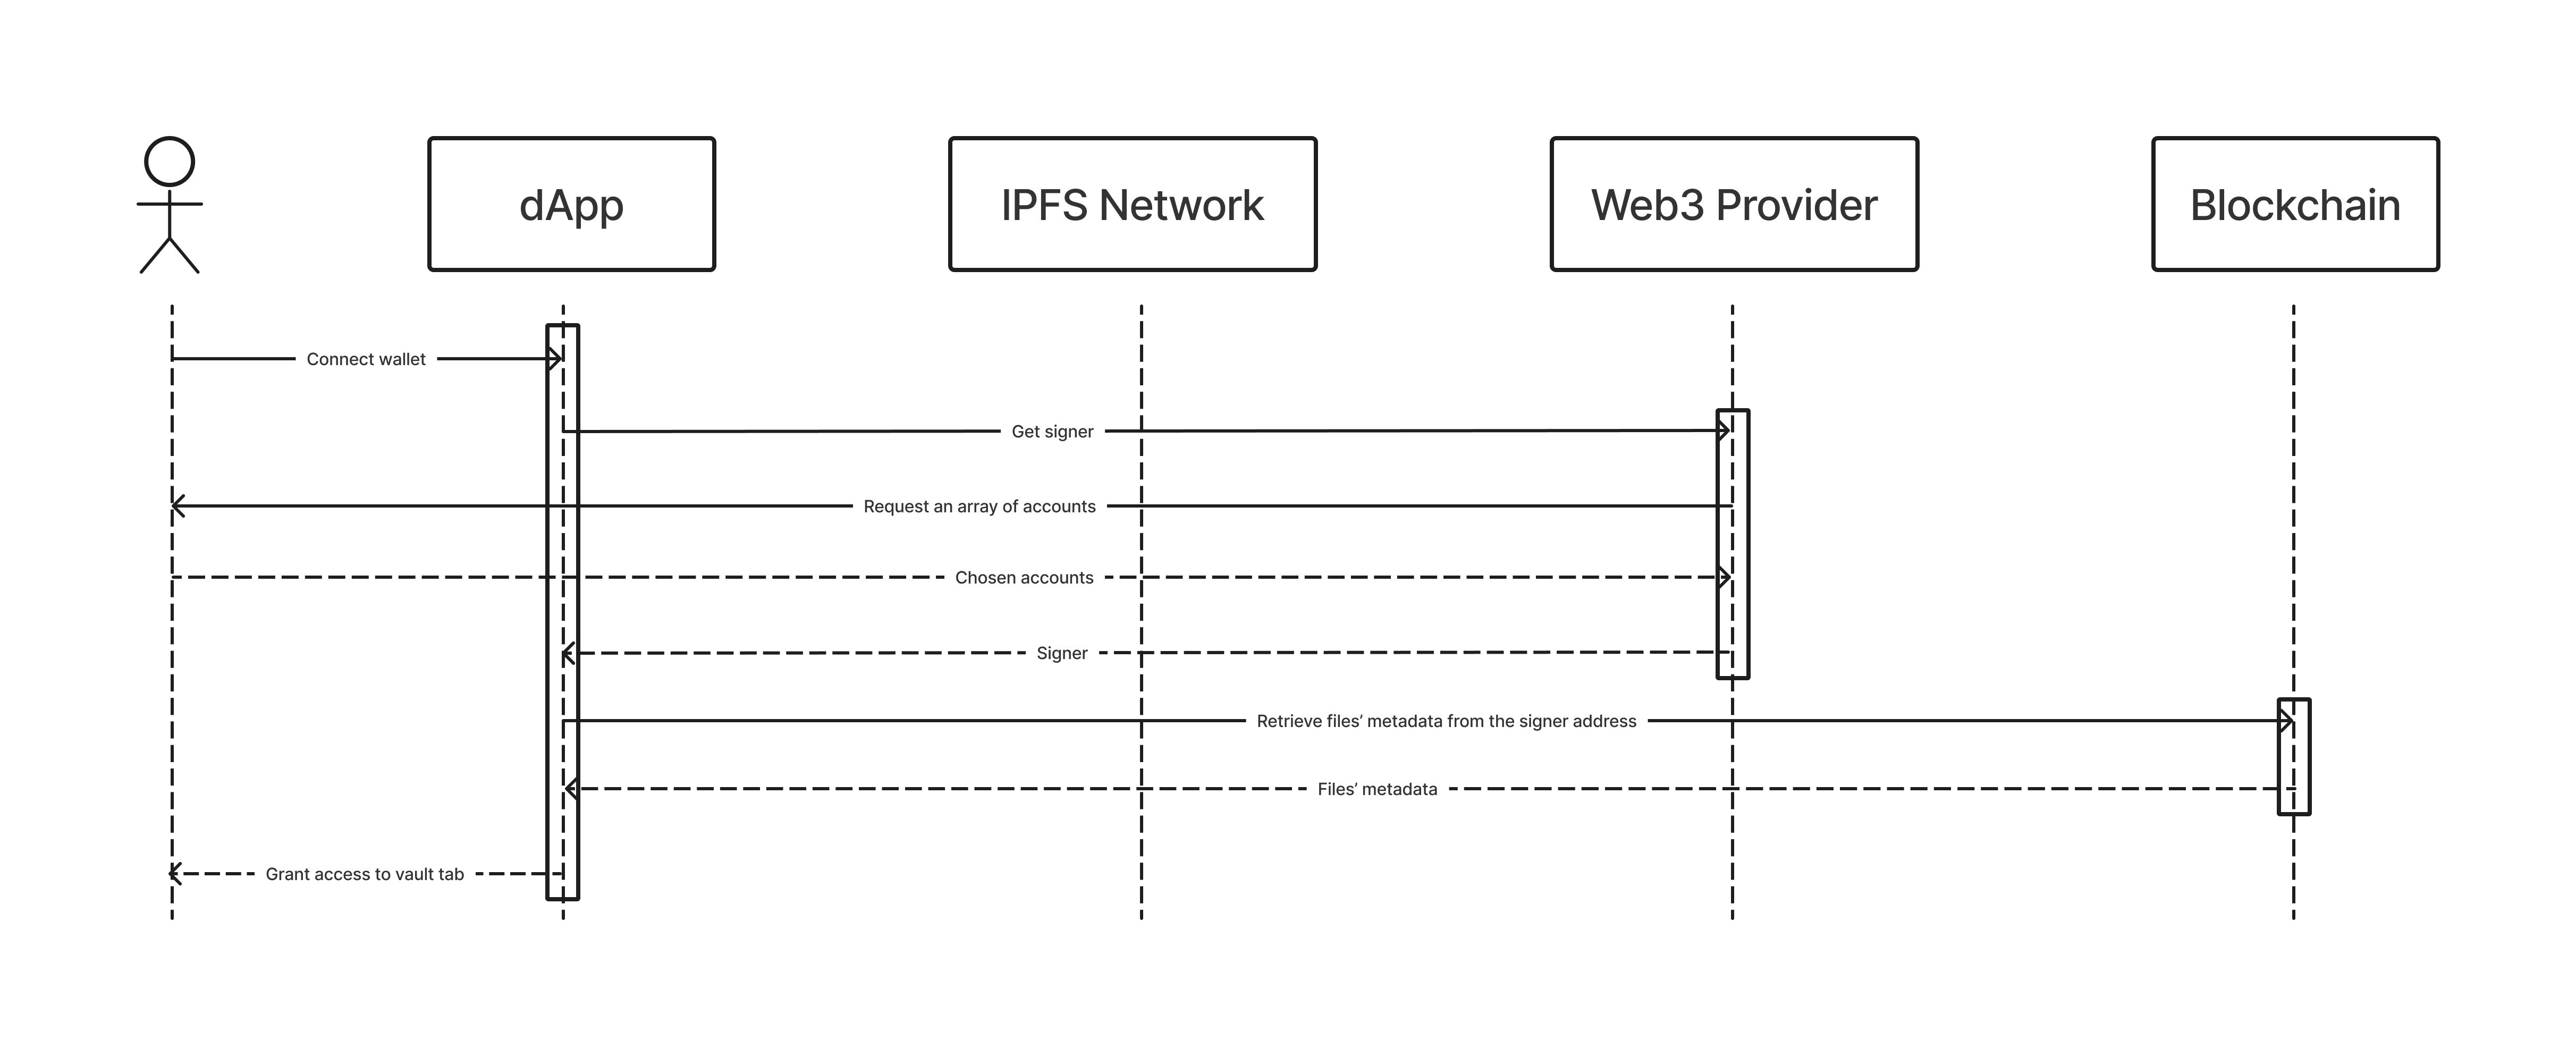 dApp
IPFS Network
Web3 Provider
Blockchain
Connect wallet
Get signer
Request an array of accounts
Chosen accounts
Signer
Retrieve files’ metadata from the signer address
Files’ metadata
Grant access to vault tab